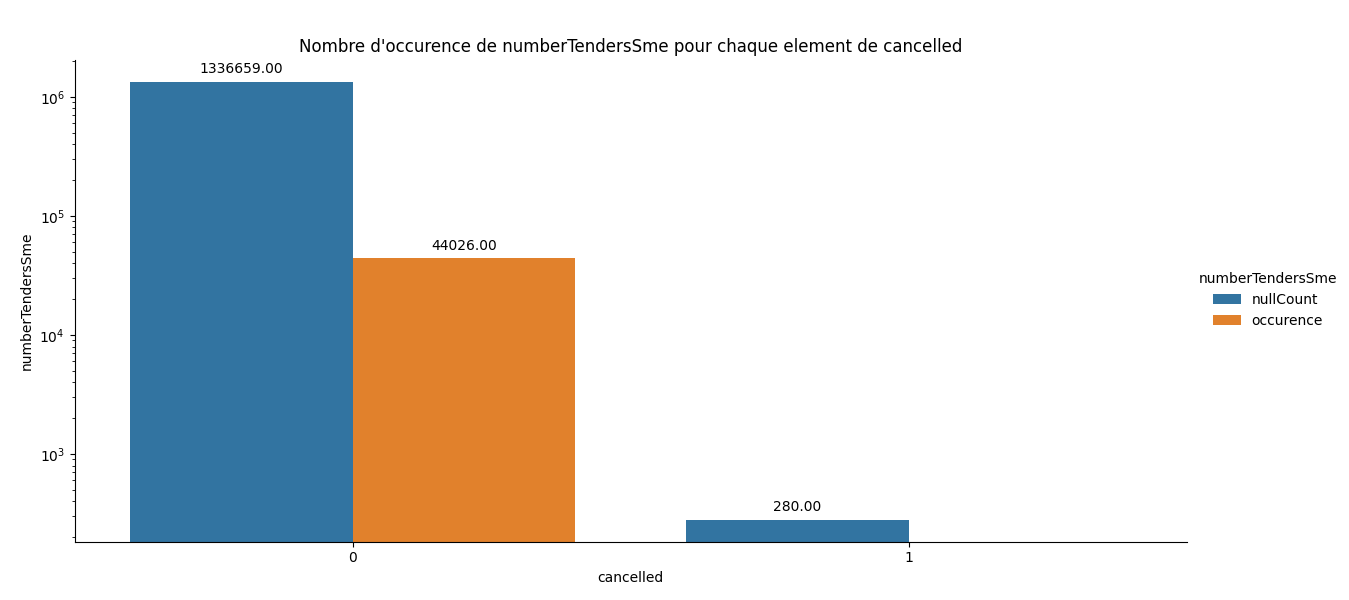 Nombre d'occurence de numberTendersSme pour chaque element de cancelled
1336659.00
44026.00
280.00
10^6
10^5
10^4
10^3
numberTendersSme
0
1
cancelled
numberTendersSme
nullCount
occurence